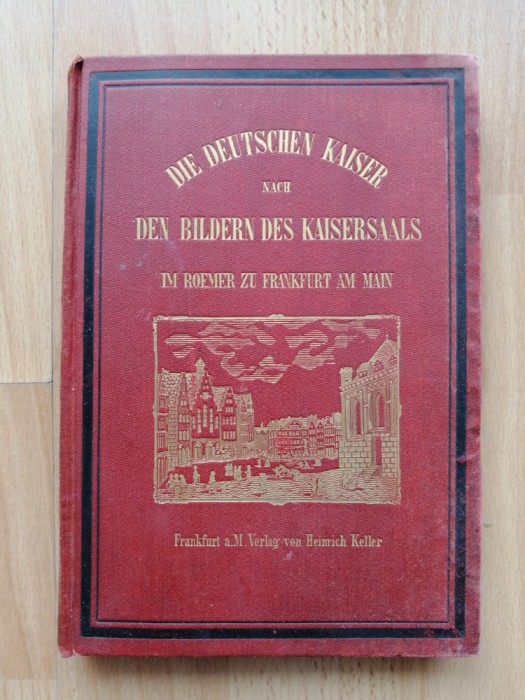 DIE DEUTSCHEN KAISER
NACH
DEN BILDERN DES KAISERSAALS
IM ROEMER ZU FRANKFURT AM MAIN
Frankfurt a.M. Verlag von Heinrich Keller